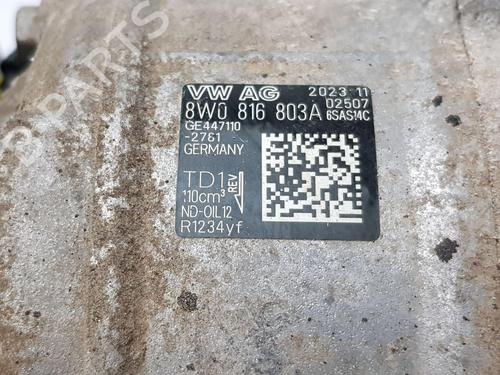 VW AG 2023 11
8W0 816 803A 02507
6SAS14C
GE447110
-2761
GERMANY
TD1
REV
110cm³
ND-OIL12
R1234yf
B-PARTS